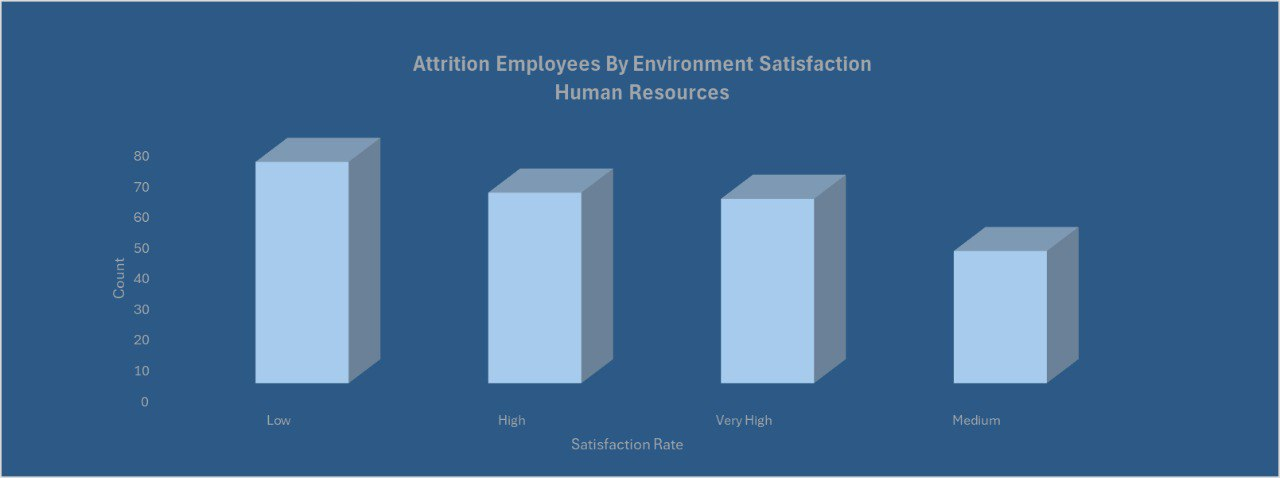 Attrition Employees By Environment Satisfaction
Human Resources
80
70
60
50
40
30
20
10
0
Count
Low
High
Very High
Medium
Satisfaction Rate